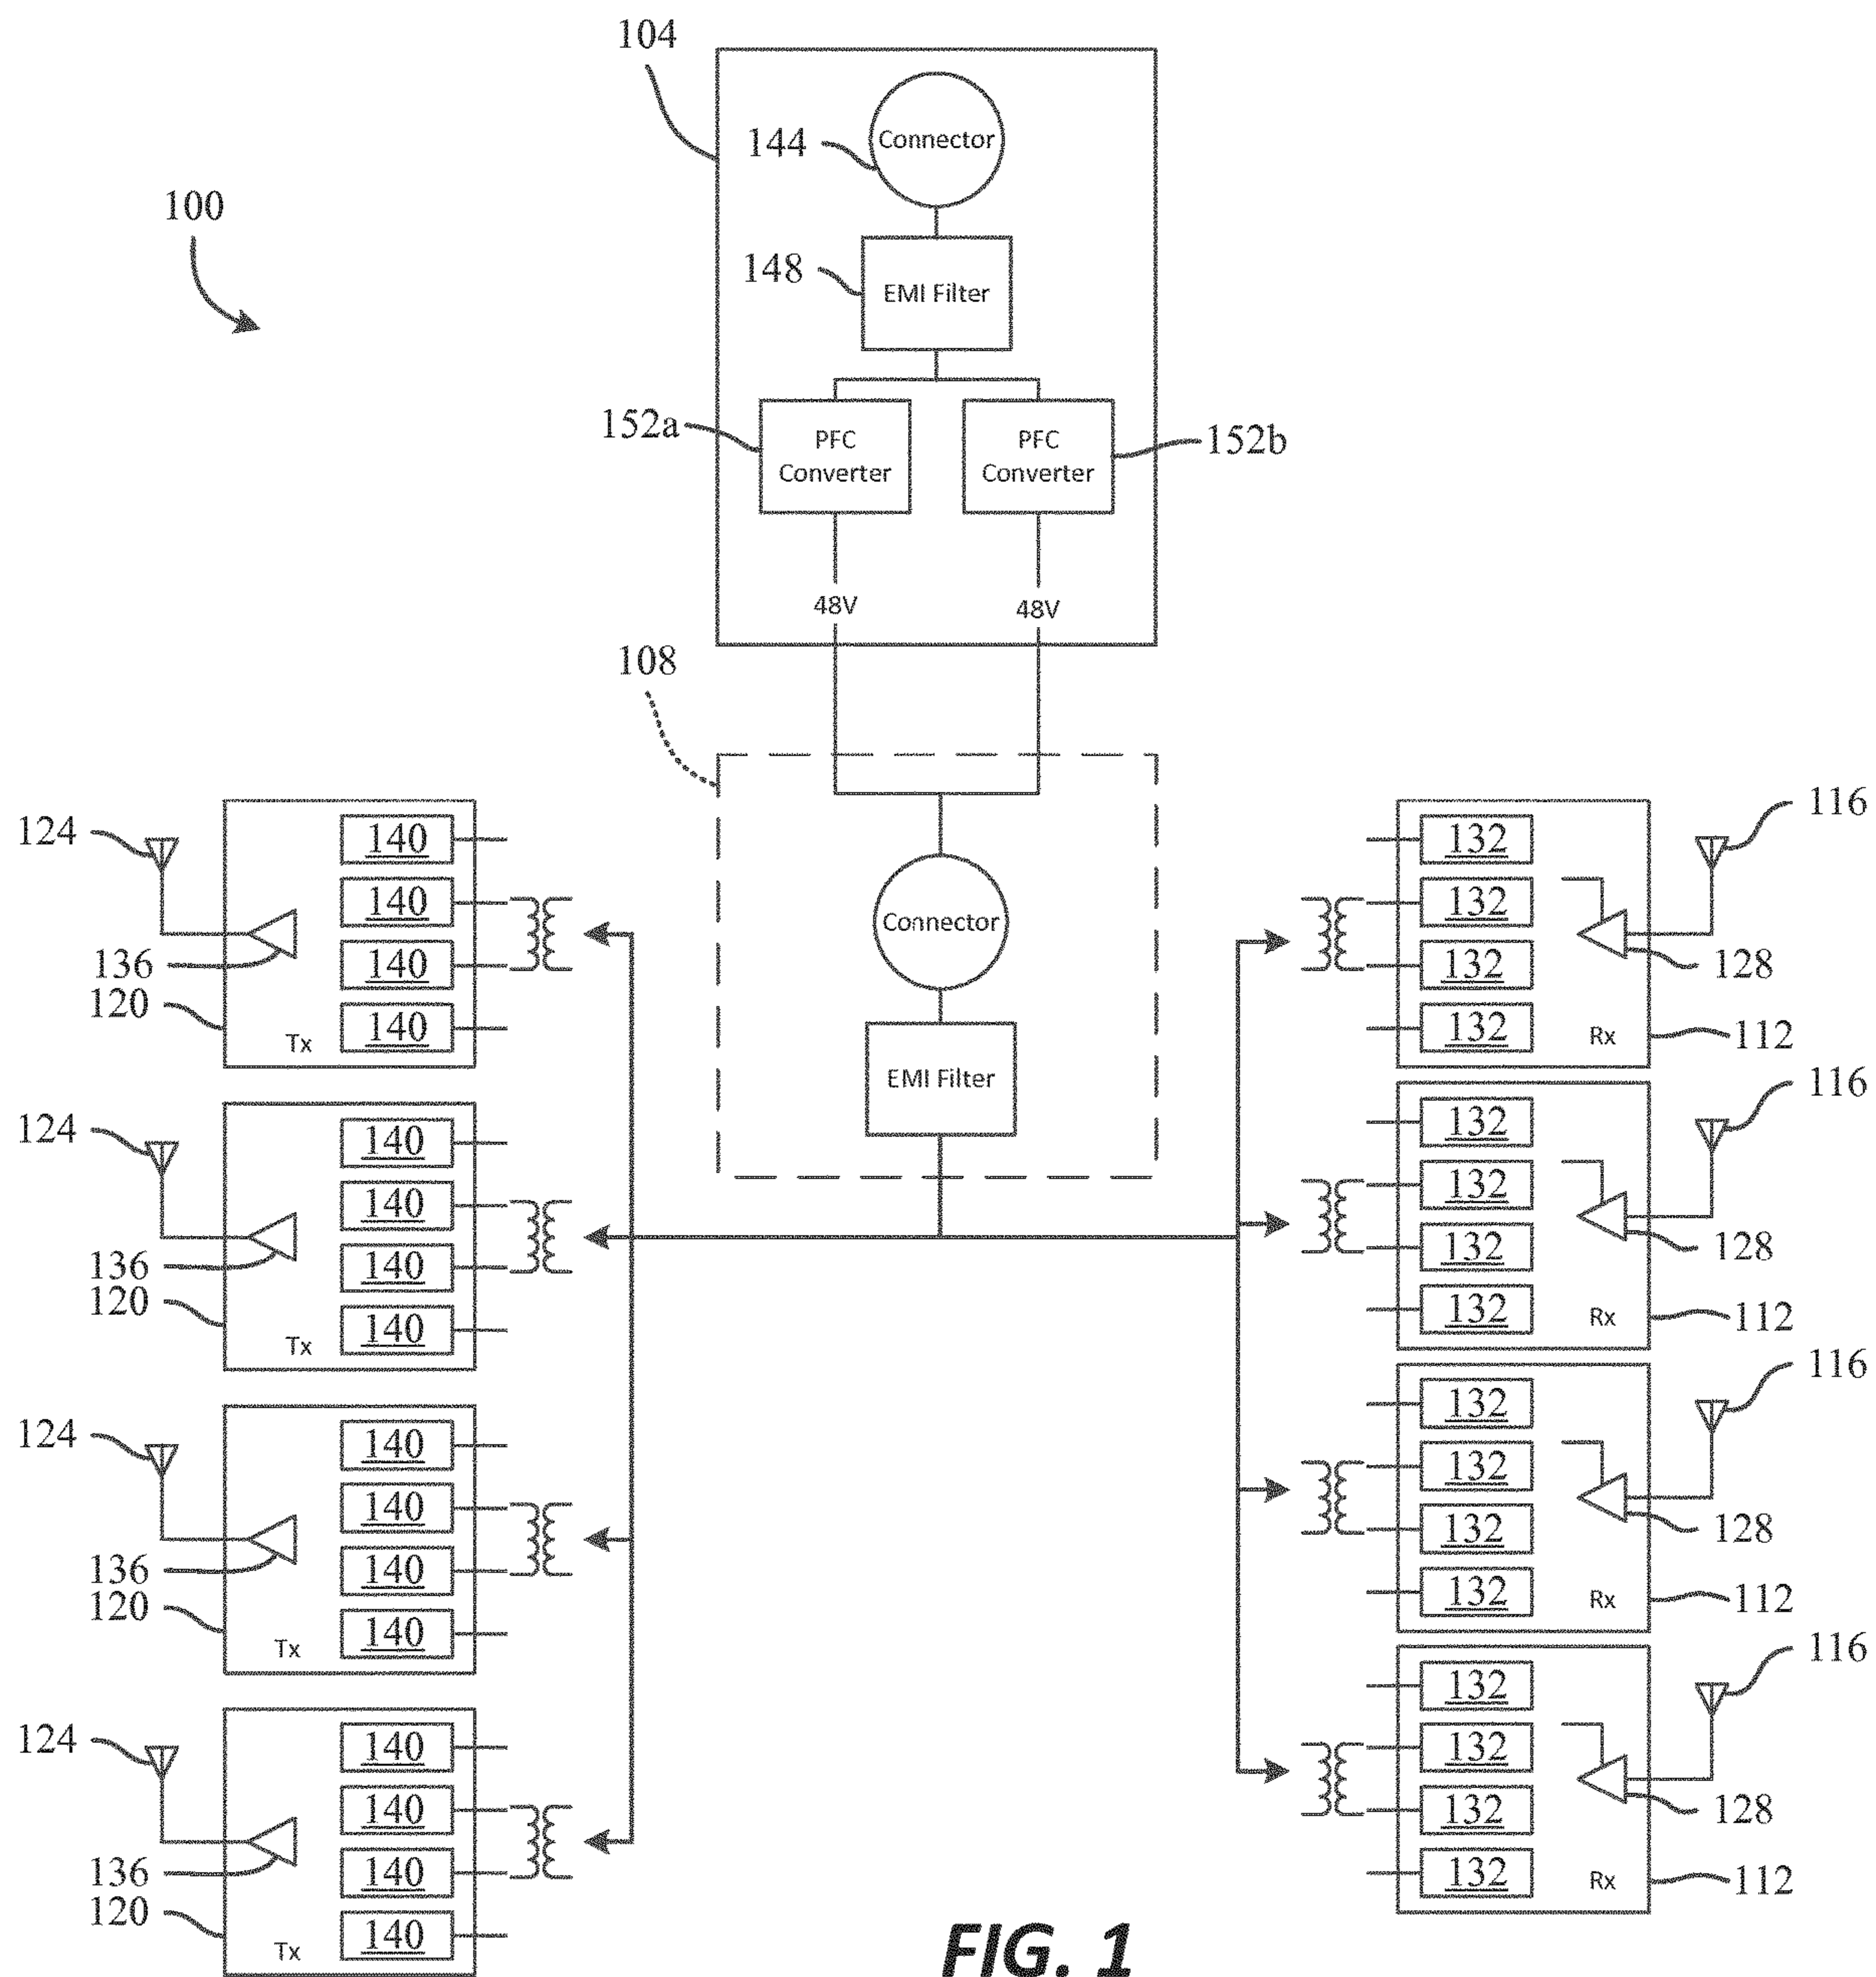 104
Connector
144
100
148
EMI Filter
152a
PFC
Converter
PFC
Converter
152b
48V
48V
108
Connector
EMI Filter
124
140
140
140
140
136
120
Tx
124
140
140
140
140
136
120
Tx
124
140
140
140
140
136
120
Tx
124
140
140
140
140
136
120
Tx
116
132
132
132
132
128
Rx
112
116
132
132
132
132
128
Rx
112
116
132
132
132
132
128
Rx
112
116
132
132
132
132
128
Rx
112
FIG. 1